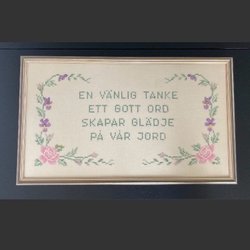 EN VÄNLIG TANKE
ETT GOTT ORD
SKAPAR GLÄDJE
PÅ VÅR JORD